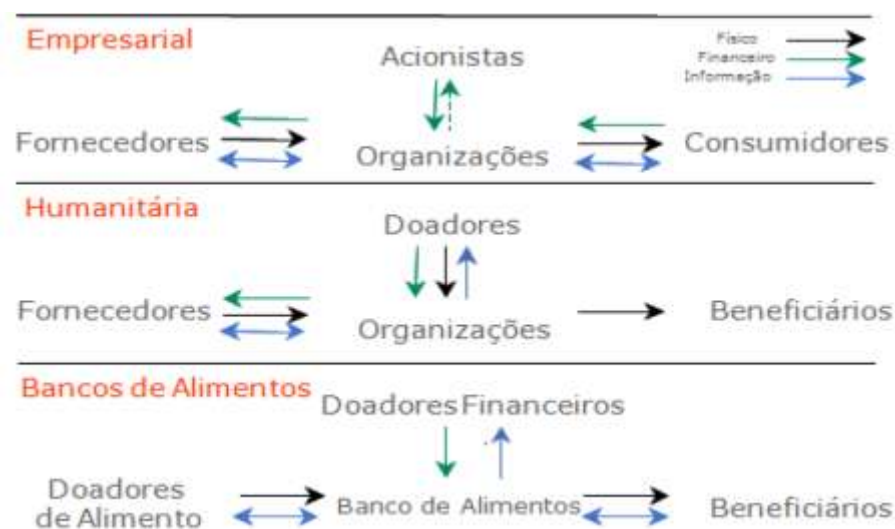 Empresarial
Físico
Financeiro
Informação
Acionistas
Fornecedores
Organizações
Consumidores
Humanitária
Doadores
Fornecedores
Organizações
Beneficiários
Bancos de Alimentos
Doadores Financeiros
Doadores
de Alimento
Banco de Alimentos
Beneficiários